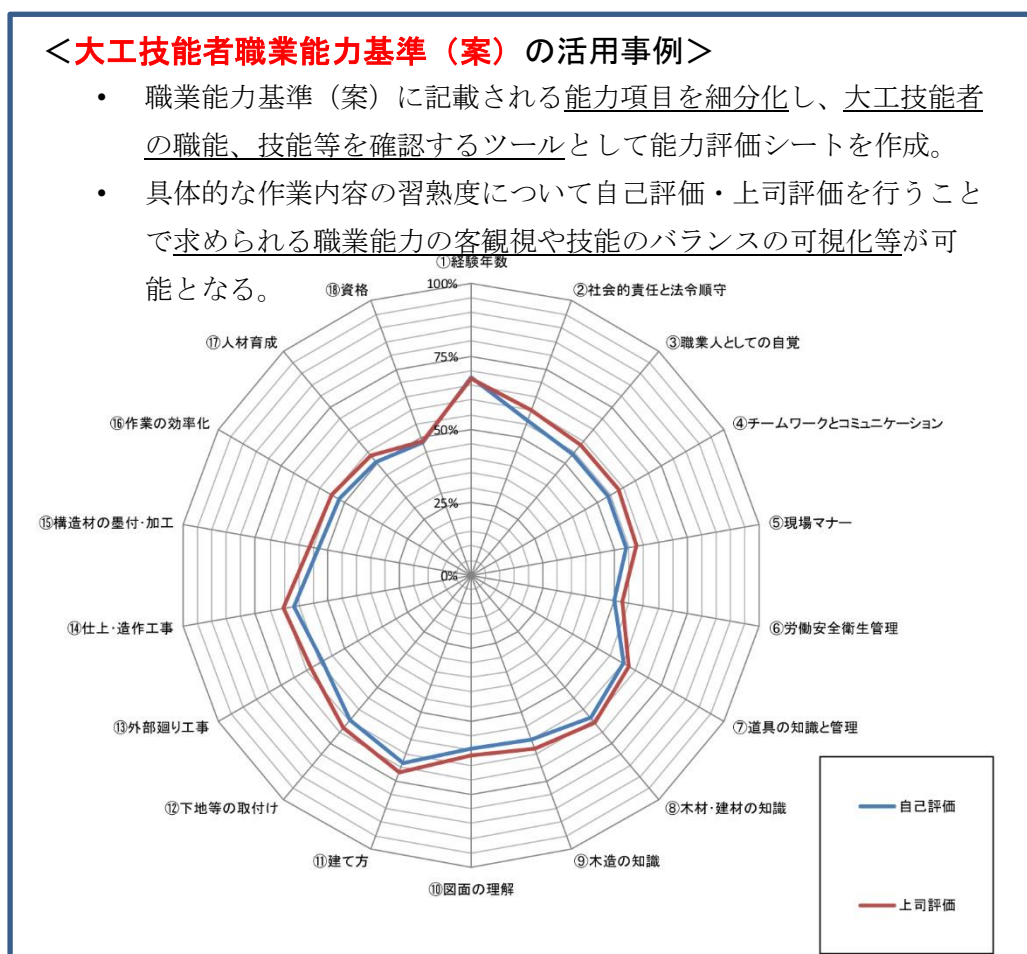 ＜大工技能者職業能力基準（案）の活用事例＞
• 職業能力基準（案）に記載される能力項目を細分化し、大工技能者
の職能、技能等を確認するツールとして能力評価シートを作成。
• 具体的な作業内容の習熟度について自己評価・上司評価を行うこと
で求められる職業能力の客観視や技能のバランスの可視化等が可
能となる。
①経験年数
②社会的責任と法令順守
③職業人としての自覚
④チームワークとコミュニケーション
⑤現場マナー
⑥労働安全衛生管理
⑦道具の知識と管理
⑧木材・建材の知識
⑨木造の知識
⑩図面の理解
⑪建て方
⑫下地等の取付け
⑬外部廻り工事
⑭仕上・造作工事
⑮構造材の墨付・加工
⑯作業の効率化
⑰人材育成
⑱資格
100%
75%
50%
25%
0%
自己評価
上司評価